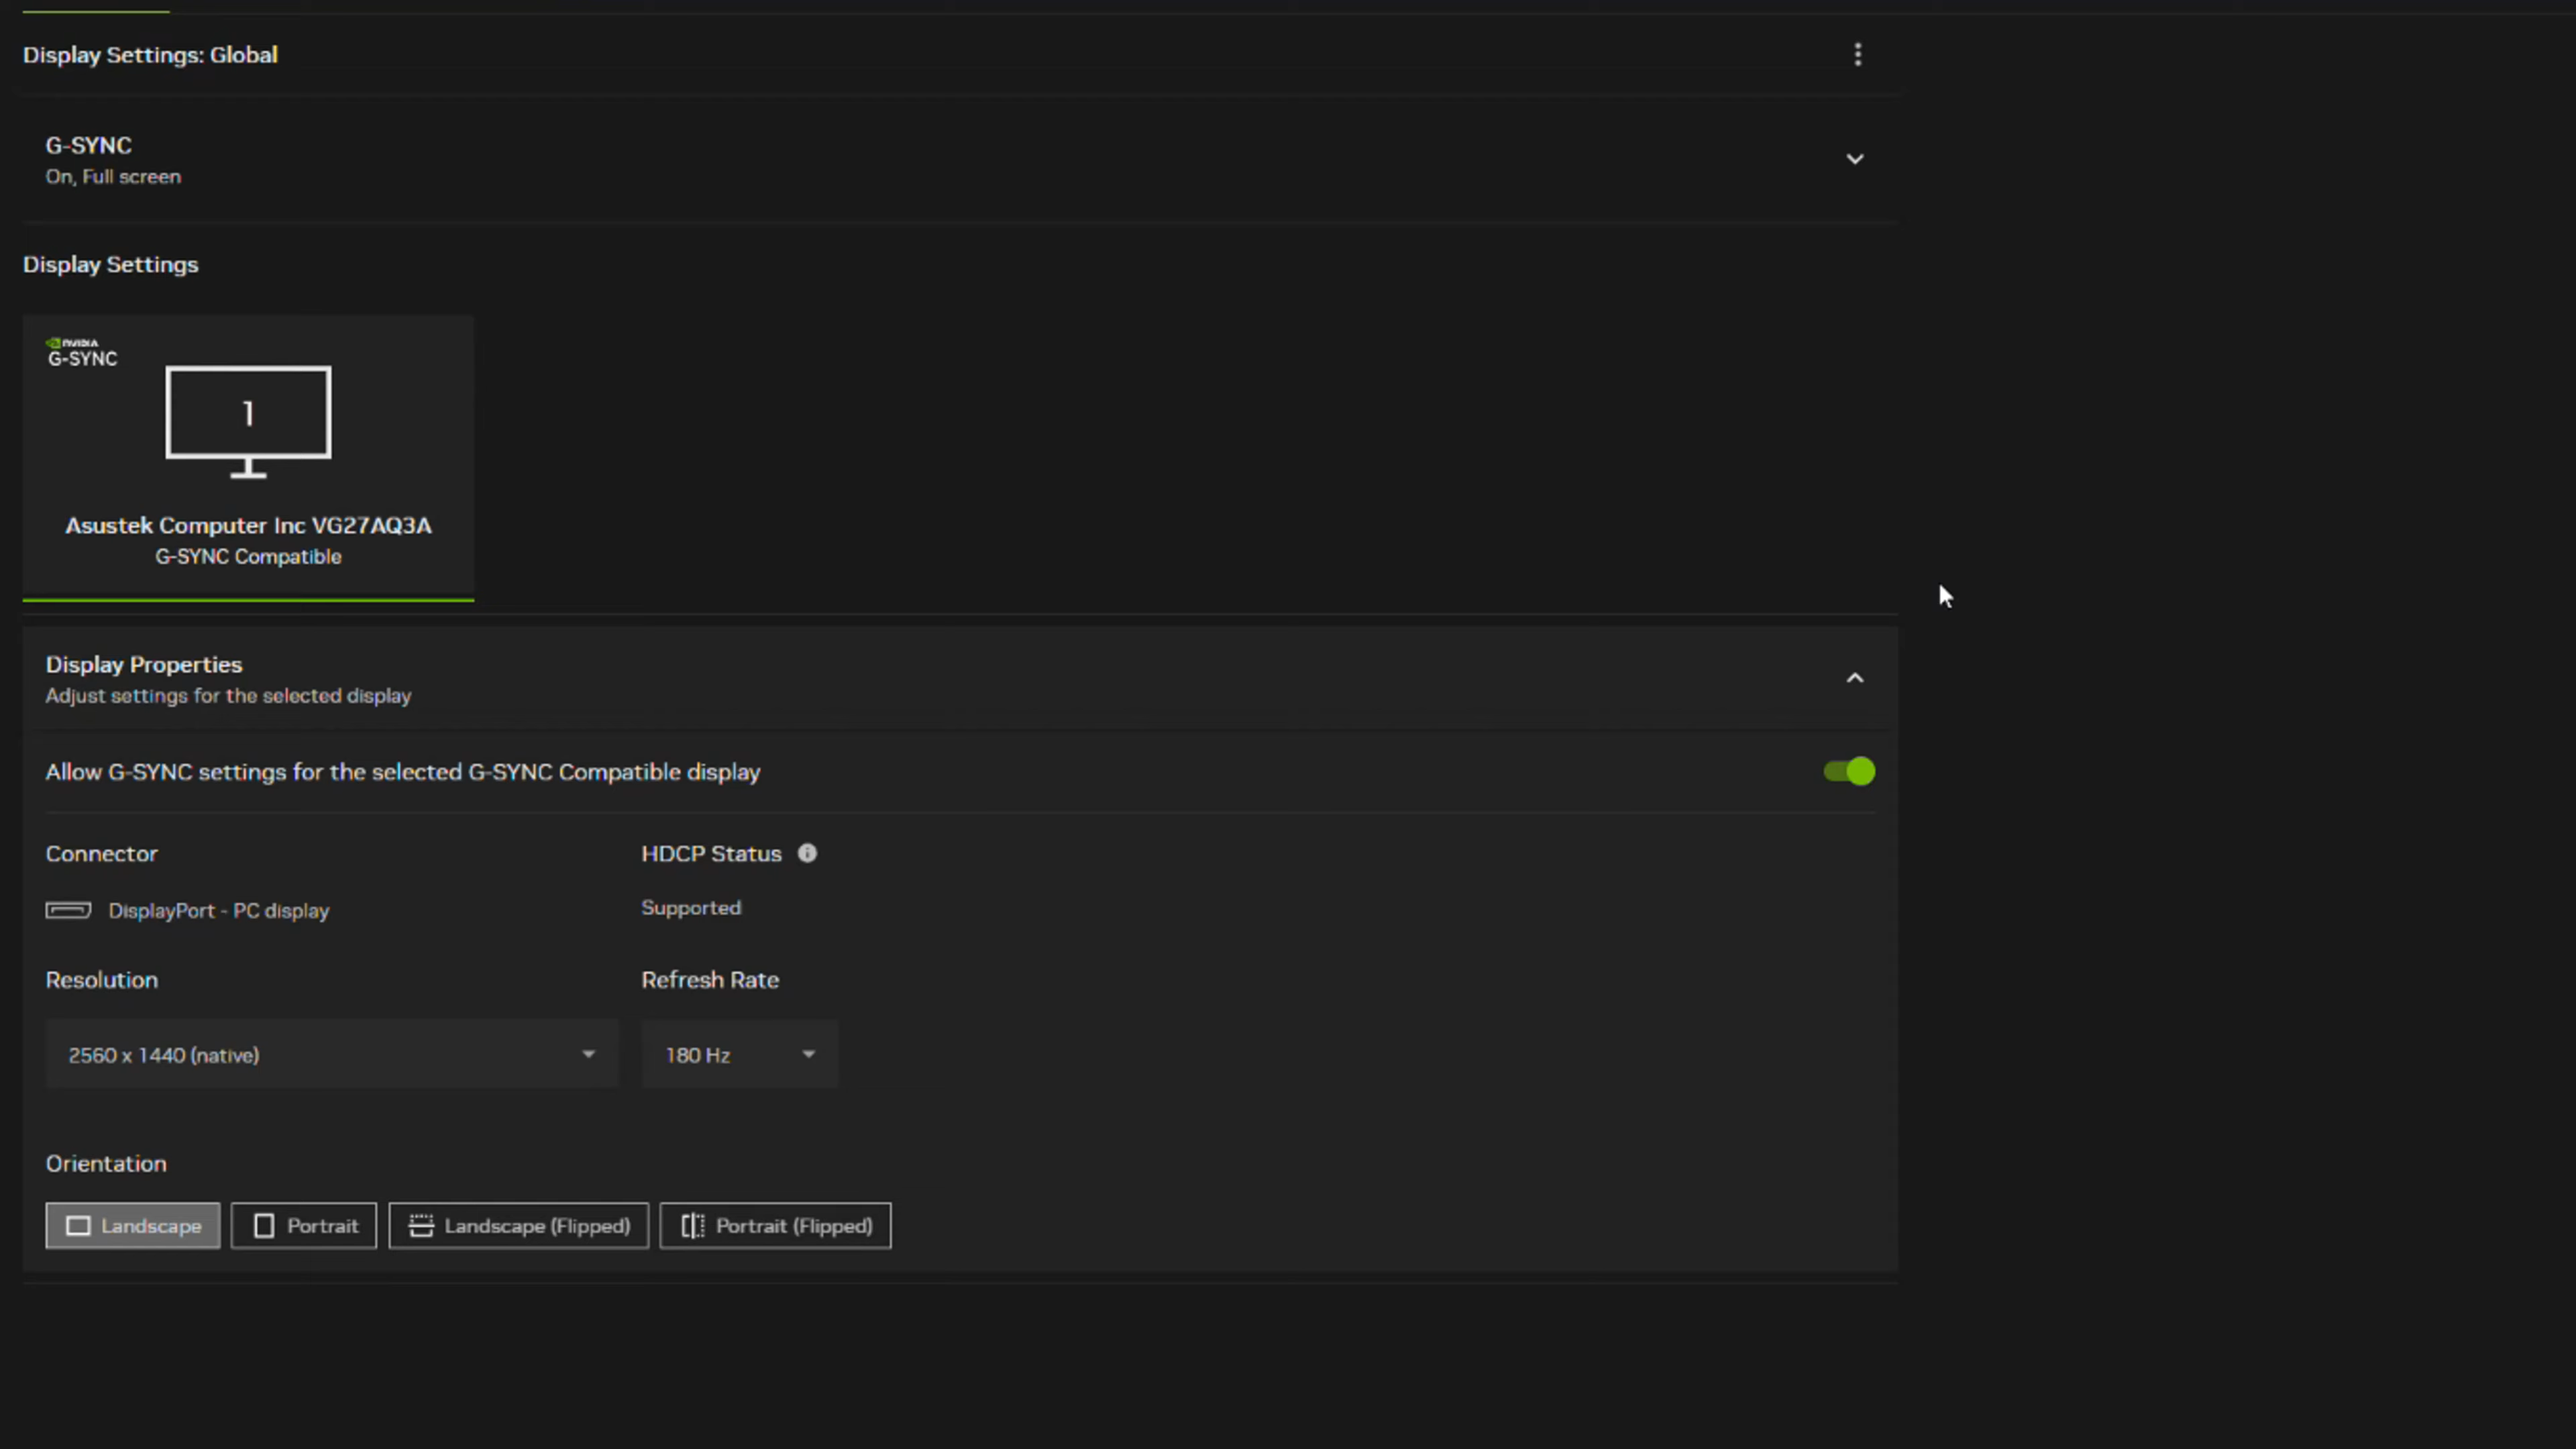 Display Settings: Global
G-SYNC
On, Full screen
Display Settings
NVIDIA
G-SYNC
1
Asustek Computer Inc VG27AQ3A
G-SYNC Compatible
Display Properties
Adjust settings for the selected display
Allow G-SYNC settings for the selected G-SYNC Compatible display
Connector
HDCP Status
DisplayPort - PC display
Supported
Resolution
Refresh Rate
2560 x 1440 (native)
180 Hz
Orientation
Landscape
Portrait
Landscape (Flipped)
Portrait (Flipped)